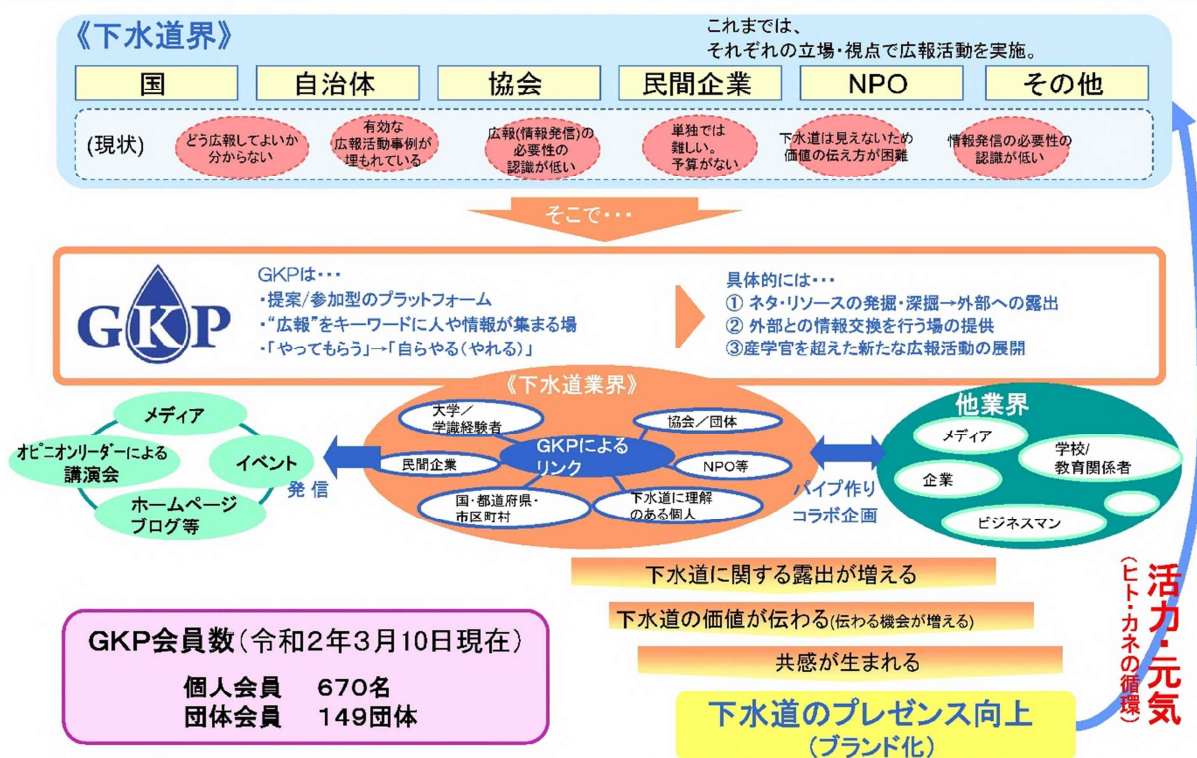 《下水道界》
これまでは、
それぞれの立場・視点で広報活動を実施。
国
自治体
協会
民間企業
NPO
その他
(現状)
どう広報してよいか
分からない
有効な
広報活動事例が
埋もれている
広報(情報発信)の
必要性の
認識が低い
単独では
難しい。
予算がない
下水道は見えないため
価値の伝え方が困難
情報発信の必要性の
認識が低い
そこで・・・
GKP
GKPは・・・
・提案/参加型のプラットフォーム
・“広報”をキーワードに人や情報が集まる場
・「やってもらう」→「自らやる(やれる)」
具体的には・・・
① ネタ・リソースの発掘・深掘→外部への露出
② 外部との情報交換を行う場の提供
③産学官を超えた新たな広報活動の展開
メディア
オピニオンリーダーによる
講演会
イベント
ホームページ
ブログ等
発信
《下水道業界》
大学/
学識経験者
協会/団体
GKPによる
リンク
民間企業
NPO等
国・都道府県・
市区町村
下水道に理解
のある個人
パイプ作り
コラボ企画
他業界
メディア
学校/
教育関係者
企業
ビジネスマン
下水道に関する露出が増える
下水道の価値が伝わる(伝わる機会が増える)
共感が生まれる
下水道のプレゼンス向上
(ブランド化)
活力・元気
(ヒト・カネの循環)
GKP会員数(令和2年3月10日現在)
個人会員 670名
団体会員 149団体